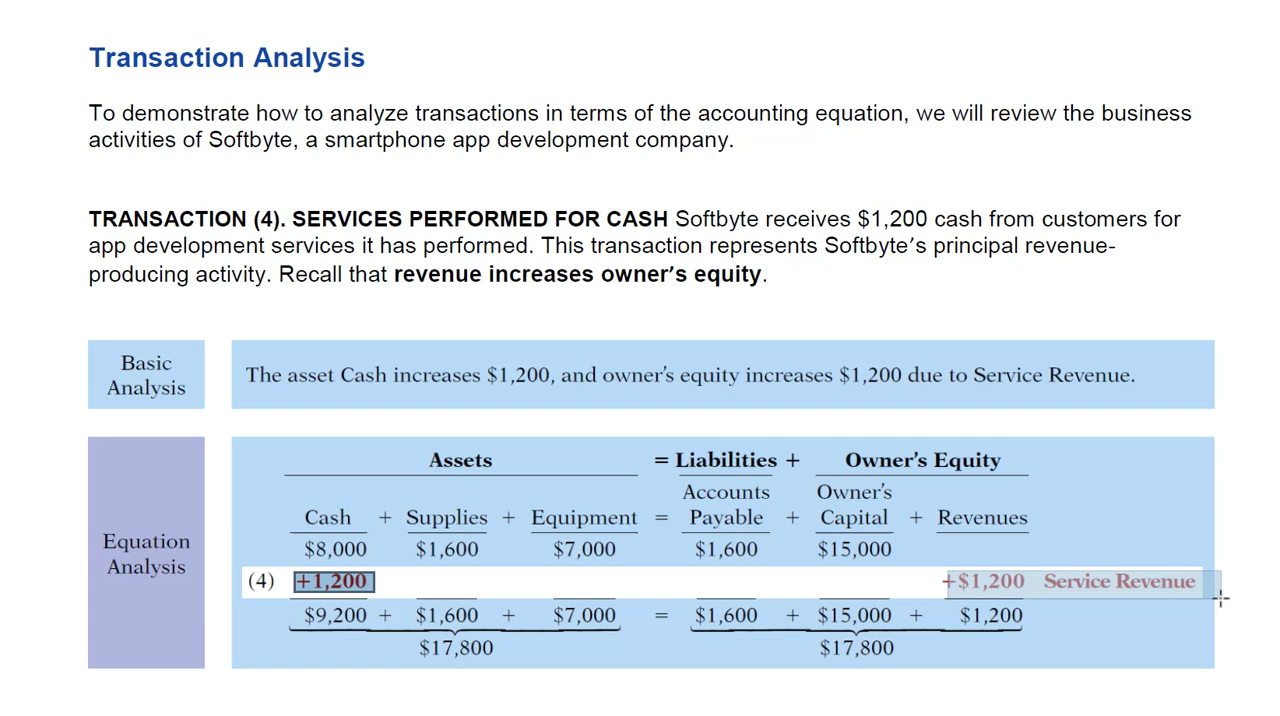 Transaction Analysis
To demonstrate how to analyze transactions in terms of the accounting equation, we will review the business
activities of Softbyte, a smartphone app development company.
TRANSACTION (4). SERVICES PERFORMED FOR CASH Softbyte receives $1,200 cash from customers for
app development services it has performed. This transaction represents Softbyte's principal revenue-
producing activity. Recall that revenue increases owner's equity.
Basic
Analysis
The asset Cash increases $1,200, and owner's equity increases $1,200 due to Service Revenue.
Equation
Analysis
Assets = Liabilities + Owner's Equity
Accounts Owner's
Cash + Supplies + Equipment = Payable + Capital + Revenues
$8,000 $1,600 $7,000 $1,600 $15,000
(4) +1,200 +$1,200 Service Revenue
$9,200 + $1,600 + $7,000 = $1,600 + $15,000 + $1,200
$17,800 $17,800